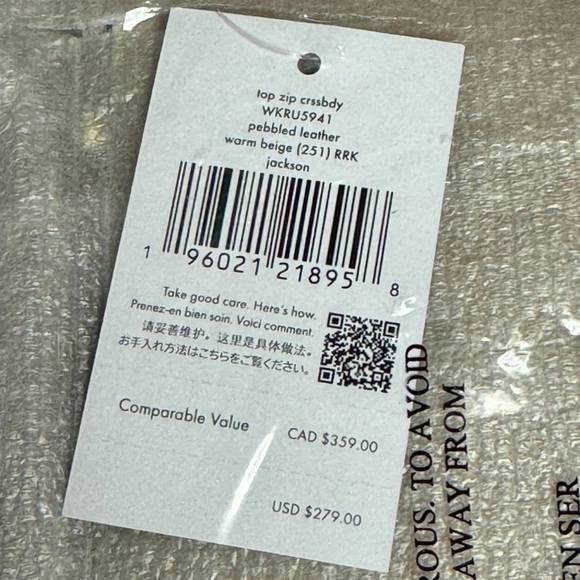 top zip crssbdy
WKRU5941
pebbled leather
warm beige (251) RRK
jackson
1 96021 21895 8
Take good care. Here's how.
Prenez-en bien soin. Voici comment.
请妥善维护。这里是具体做法。
お手入れ方法はこちらをご覧ください。
Comparable Value
CAD $359.00
USD $279.00
ROUS. TO AVOID
AWAY FROM
EN SER